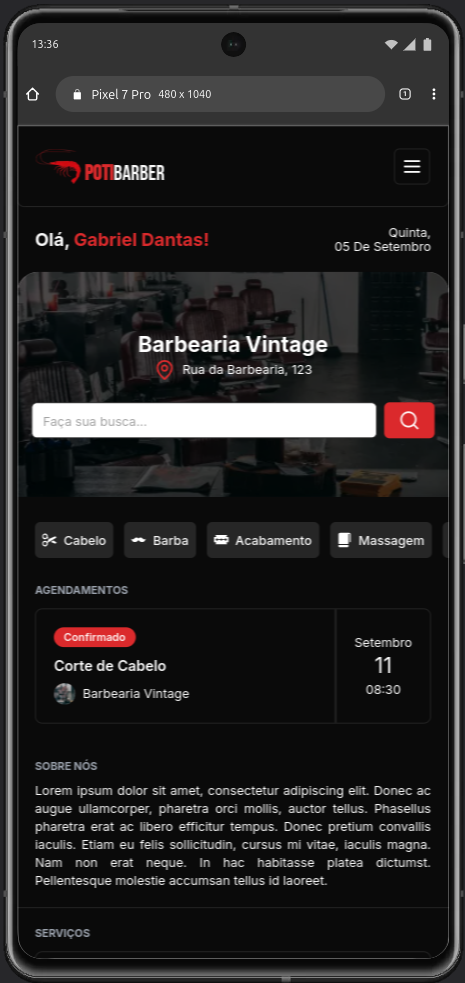 13:36
Pixel 7 Pro 480 x 1040
1
POTIBARBER
Olá, Gabriel Dantas!
Quinta,
05 De Setembro
Barbearia Vintage
Rua da Barbearia, 123
Faça sua busca...
Cabelo Barba Acabamento Massagem
AGENDAMENTOS
Confirmado
Corte de Cabelo
Barbearia Vintage
Setembro
11
08:30
SOBRE NÓS
Lorem ipsum dolor sit amet, consectetur adipiscing elit. Donec ac
augue ullamcorper, pharetra orci mollis, auctor tellus. Phasellus
pharetra erat ac libero efficitur tempus. Donec pretium convallis
iaculis. Etiam eu felis sollicitudin, cursus mi vitae, iaculis magna.
Nam non erat neque. In hac habitasse platea dictumst.
Pellentesque molestie accumsan tellus id laoreet.
SERVIÇOS